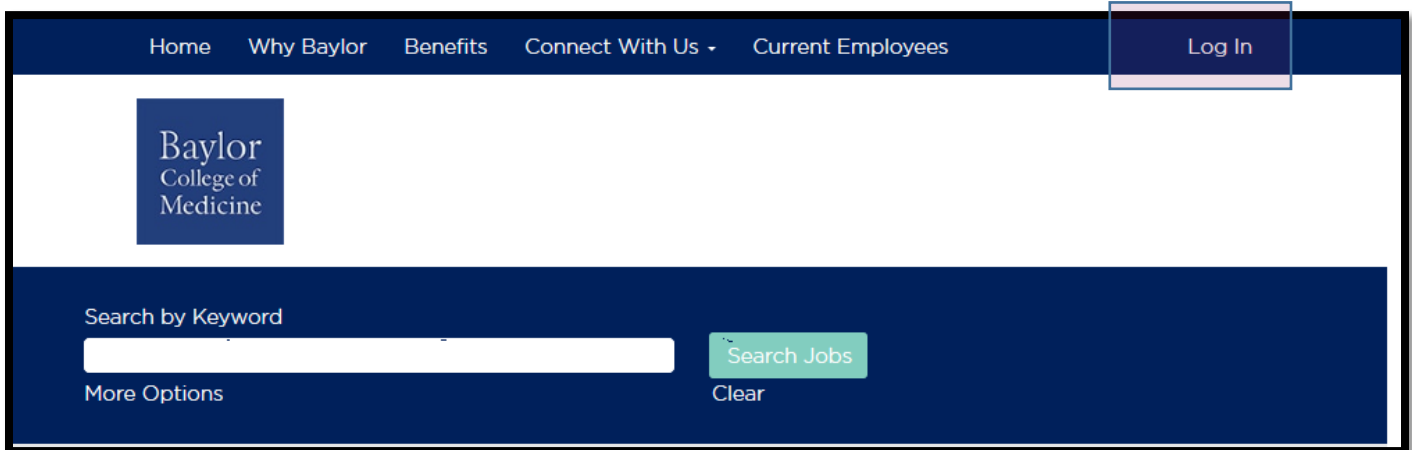 Home Why Baylor Benefits Connect With Us Current Employees Log In
Baylor
College of
Medicine
Search by Keyword
Search Jobs
More Options Clear